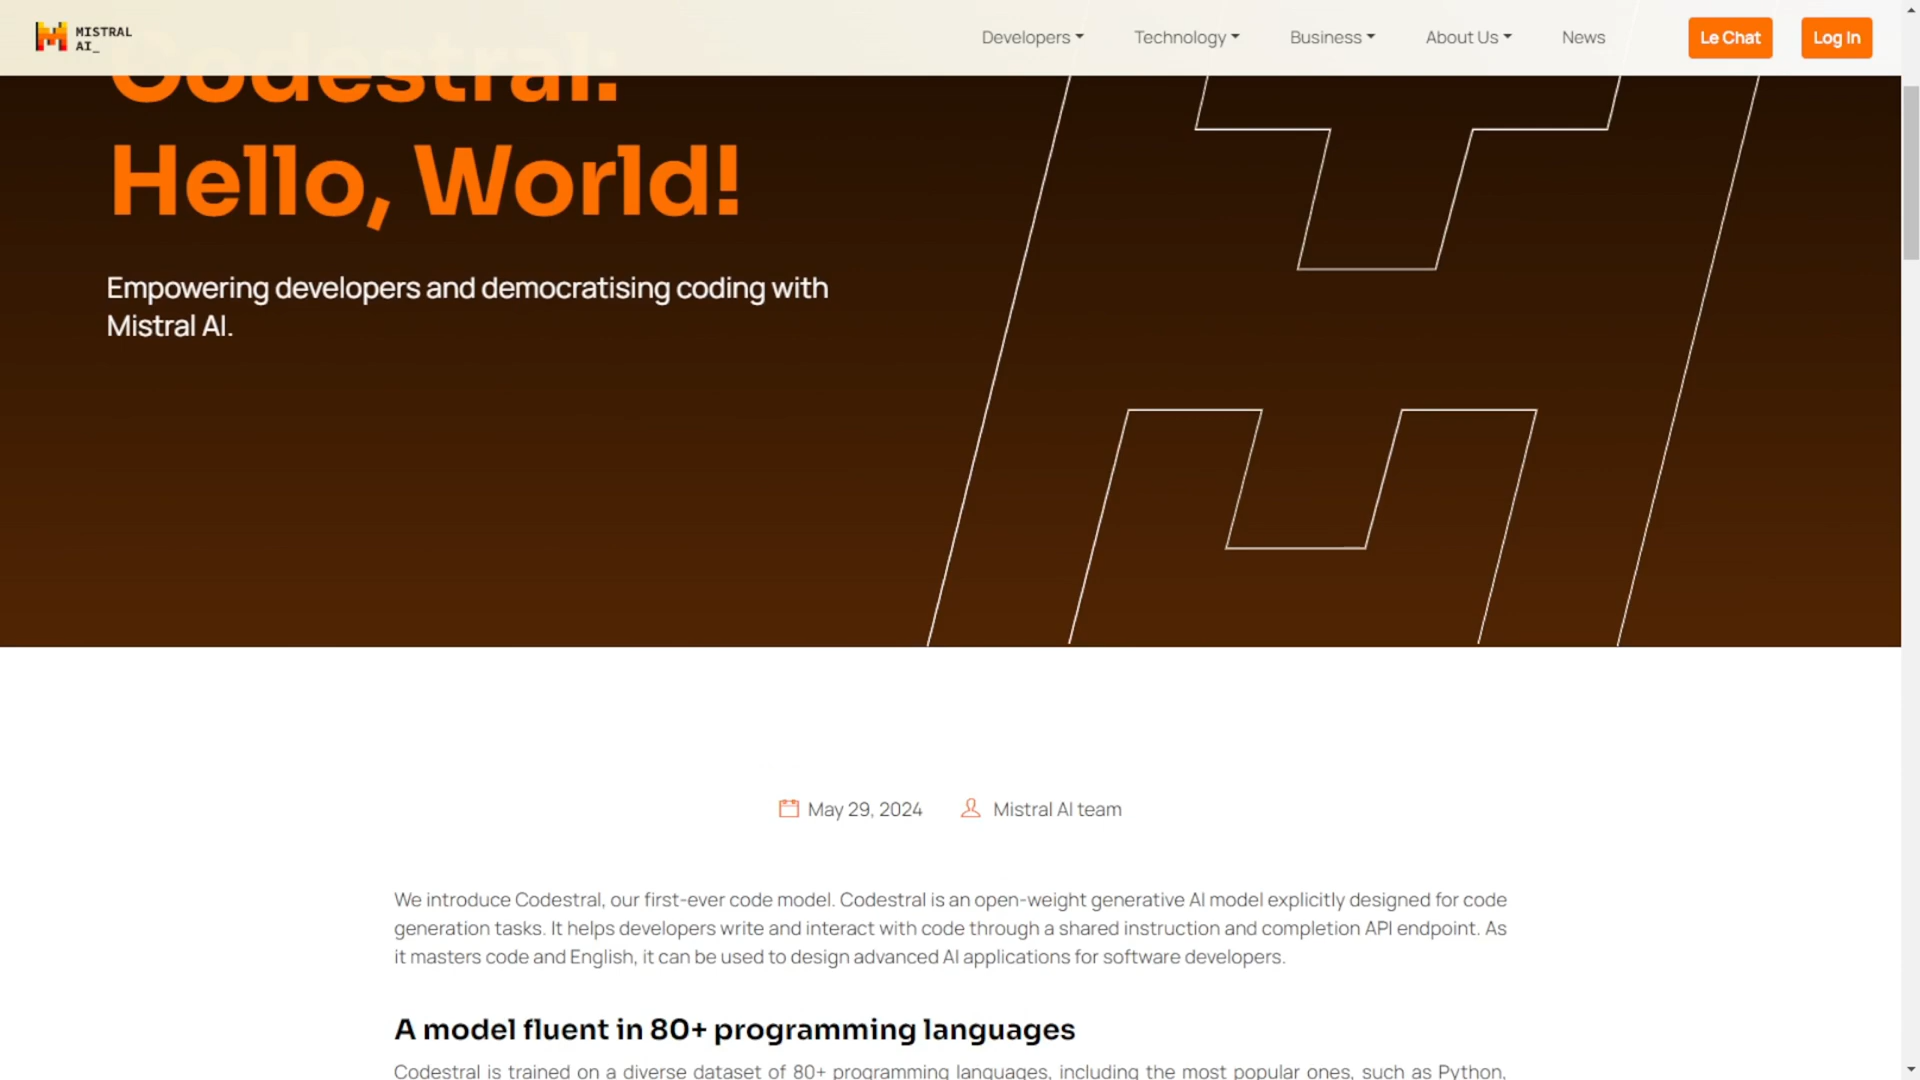 MISTRAL
AI_
Developers
Technology
Business
About Us
News
Le Chat
Log In
Codestral:
Hello, World!
Empowering developers and democratising coding with
Mistral AI.
May 29, 2024
Mistral AI team
We introduce Codestral, our first-ever code model. Codestral is an open-weight generative AI model explicitly designed for code
generation tasks. It helps developers write and interact with code through a shared instruction and completion API endpoint. As
it masters code and English, it can be used to design advanced AI applications for software developers.
A model fluent in 80+ programming languages
Codestral is trained on a diverse dataset of 80+ programming languages, including the most popular ones, such as Python,